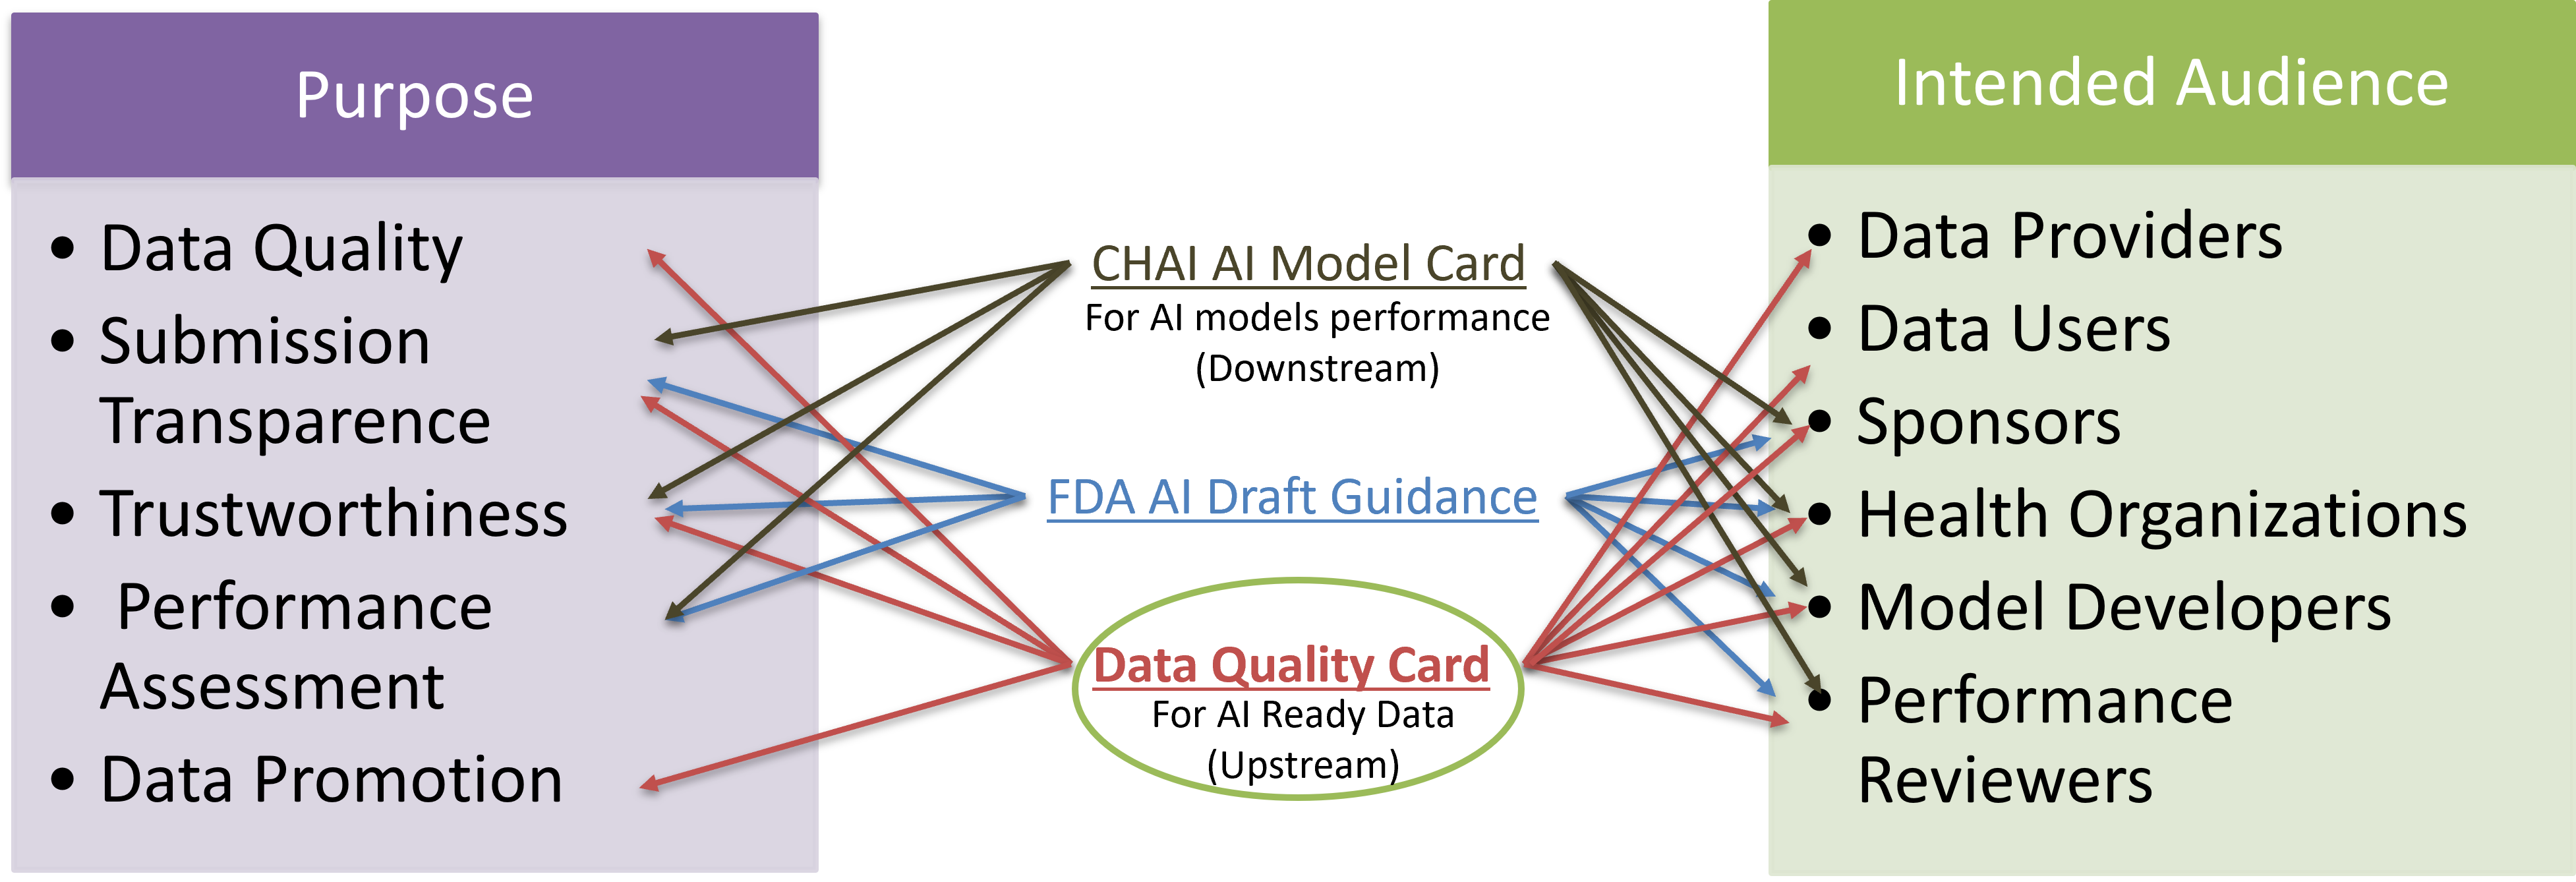 Purpose
• Data Quality
• Submission
Transparence
• Trustworthiness
• Performance
Assessment
• Data Promotion
CHAI AI Model Card
For AI models performance
(Downstream)
FDA AI Draft Guidance
Data Quality Card
For AI Ready Data
(Upstream)
Intended Audience
• Data Providers
• Data Users
• Sponsors
• Health Organizations
• Model Developers
• Performance
Reviewers